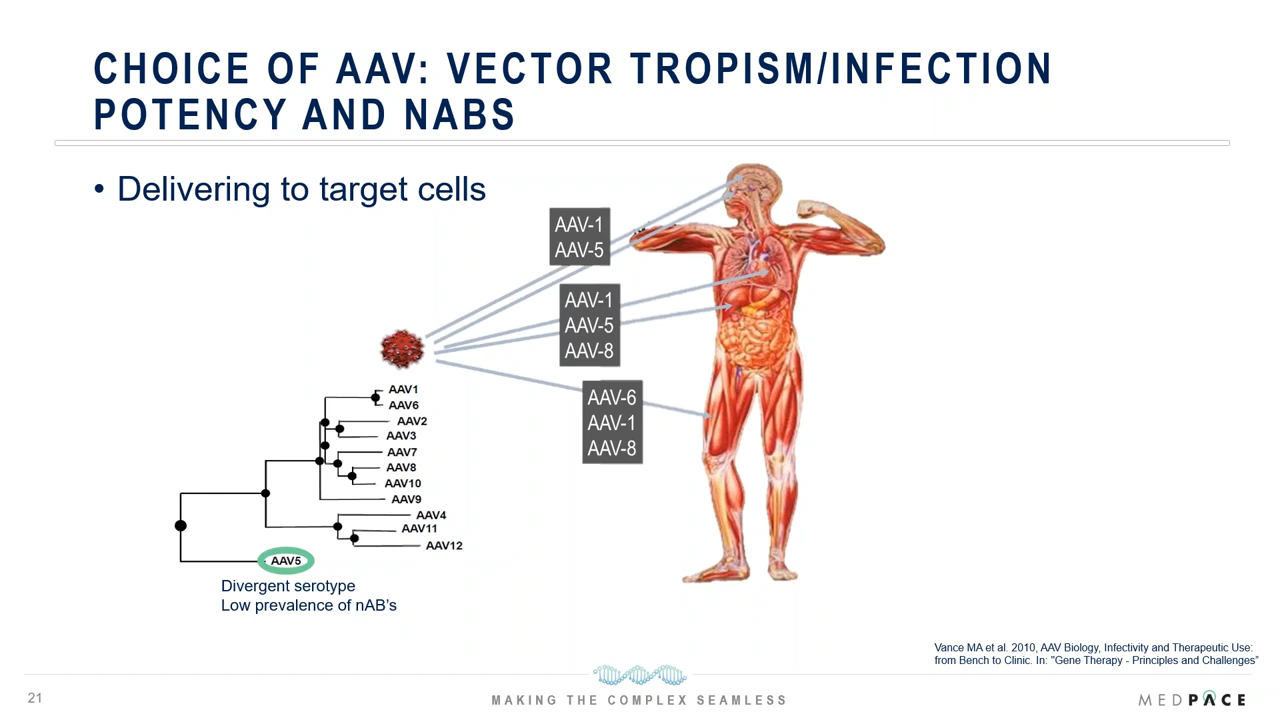 CHOICE OF AAV: VECTOR TROPISM/INFECTION
POTENCY AND NABS
• Delivering to target cells
AAV-1
AAV-5
AAV-1
AAV-5
AAV-8
AAV-6
AAV-1
AAV-8
AAV1
AAV6
AAV2
AAV3
AAV7
AAV8
AAV10
AAV9
AAV4
AAV11
AAV12
AAV5
Divergent serotype
Low prevalence of nAB's
Vance MA et al. 2010, AAV Biology, Infectivity and Therapeutic Use:
from Bench to Clinic. In: "Gene Therapy - Principles and Challenges"
21
MAKING THE COMPLEX SEAMLESS
MEDPACE